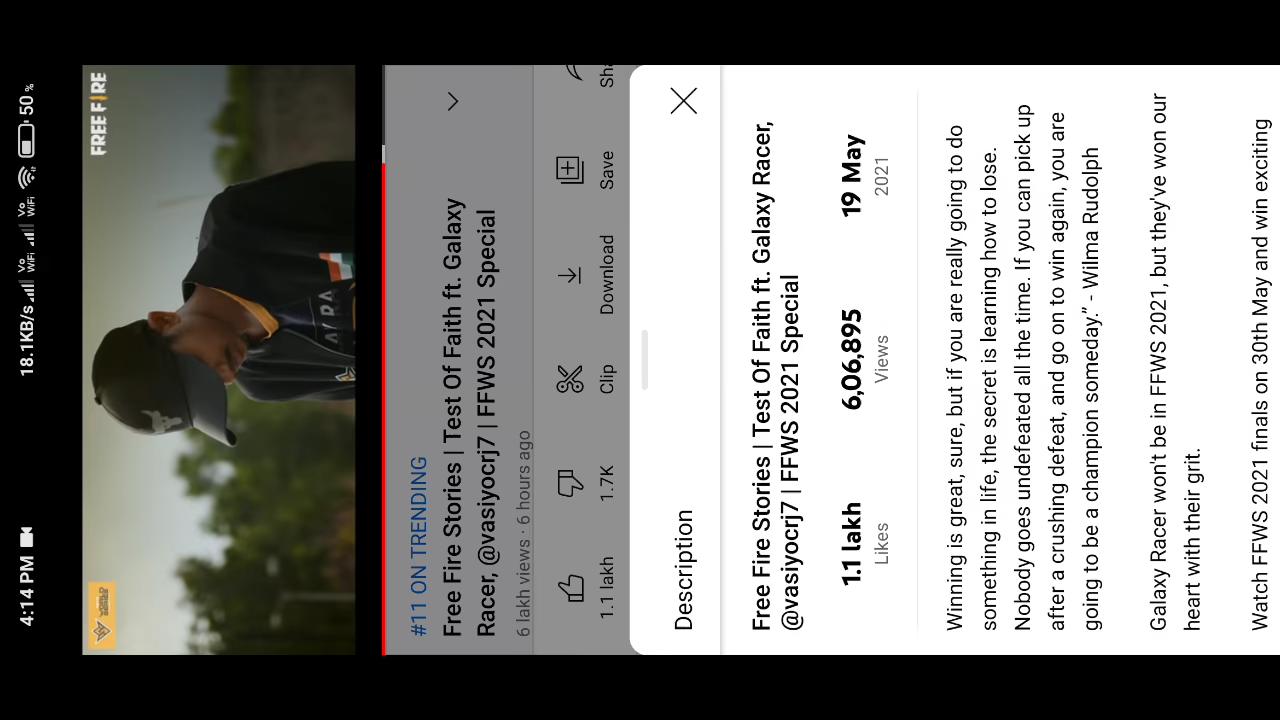 4:14 PM
18.1KB/s
Vo
WiFi
Vo
WiFi
50%
FREE FIRE
WORLD
SERIES
#11 ON TRENDING
Free Fire Stories | Test Of Faith ft. Galaxy
Racer, @vasiyocrj7 | FFWS 2021 Special
6 lakh views · 6 hours ago
1.1 lakh
1.7K
Clip
Download
Save
Sha
Description
Free Fire Stories | Test Of Faith ft. Galaxy Racer,
@vasiyocrj7 | FFWS 2021 Special
1.1 lakh
Likes
6,06,895
Views
19 May
2021
Winning is great, sure, but if you are really going to do
something in life, the secret is learning how to lose.
Nobody goes undefeated all the time. If you can pick up
after a crushing defeat, and go on to win again, you are
going to be a champion someday.” - Wilma Rudolph
Galaxy Racer won't be in FFWS 2021, but they've won our
heart with their grit.
Watch FFWS 2021 finals on 30th May and win exciting